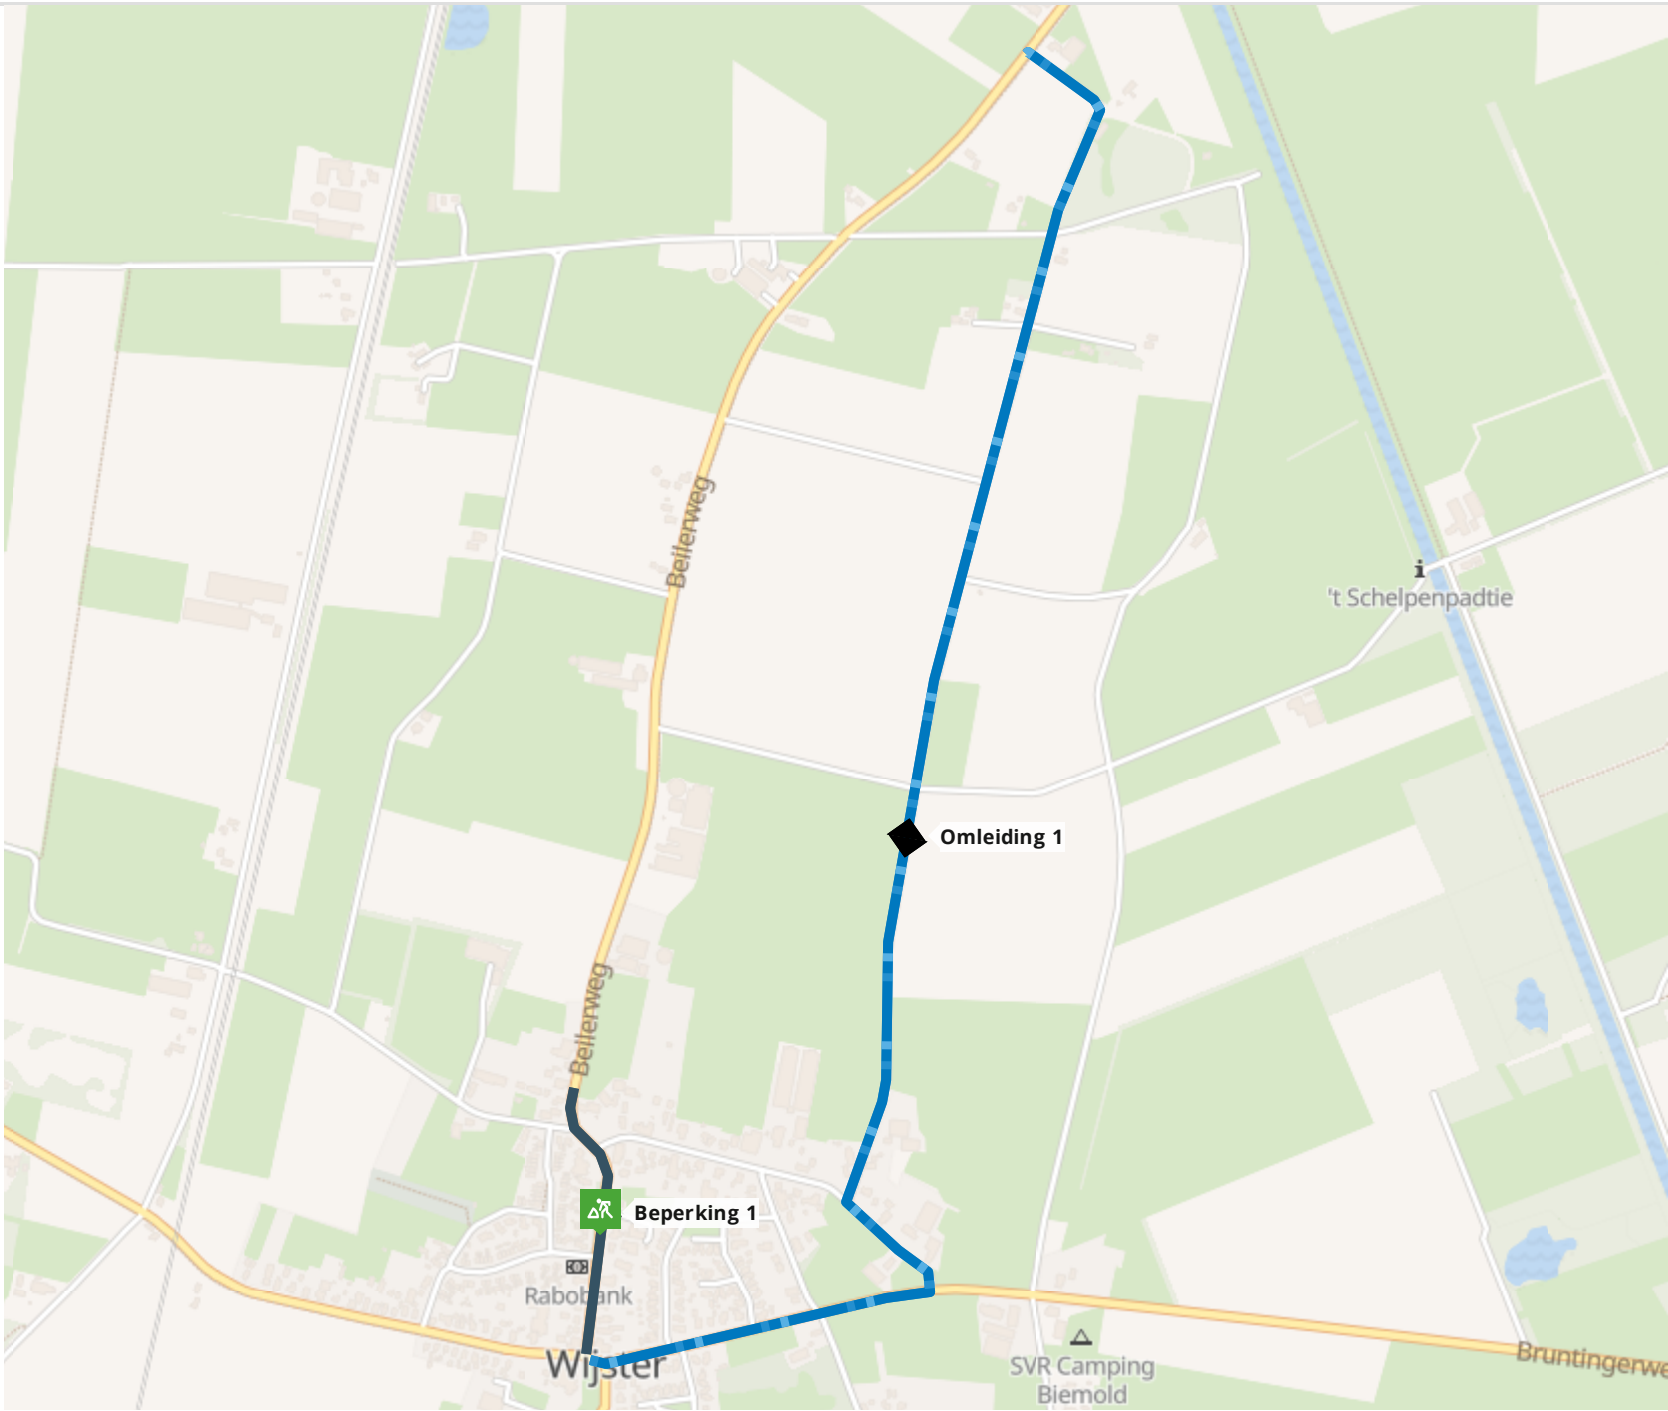 Beilerweg
't Schelpenpadtie
Omleiding 1
Beilerweg
Beperking 1
Rabobank
Wijster
SVR Camping
Biemold
Bruntingerwe